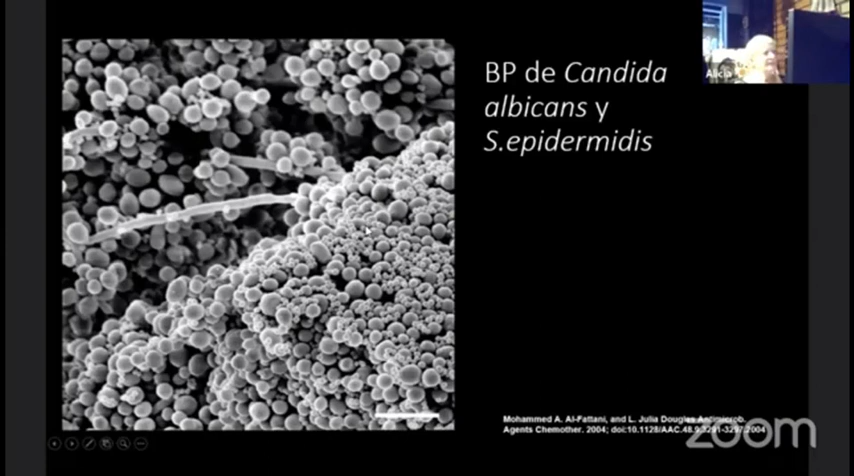 BP de Candida
albicans y
S.epidermidis
Alicia
Mohammed A. Al-Fattani, and L. Julia Douglas Antimicrob.
Agents Chemother. 2004; doi:10.1128/AAC.48.9.3291-3297.2004
zoom